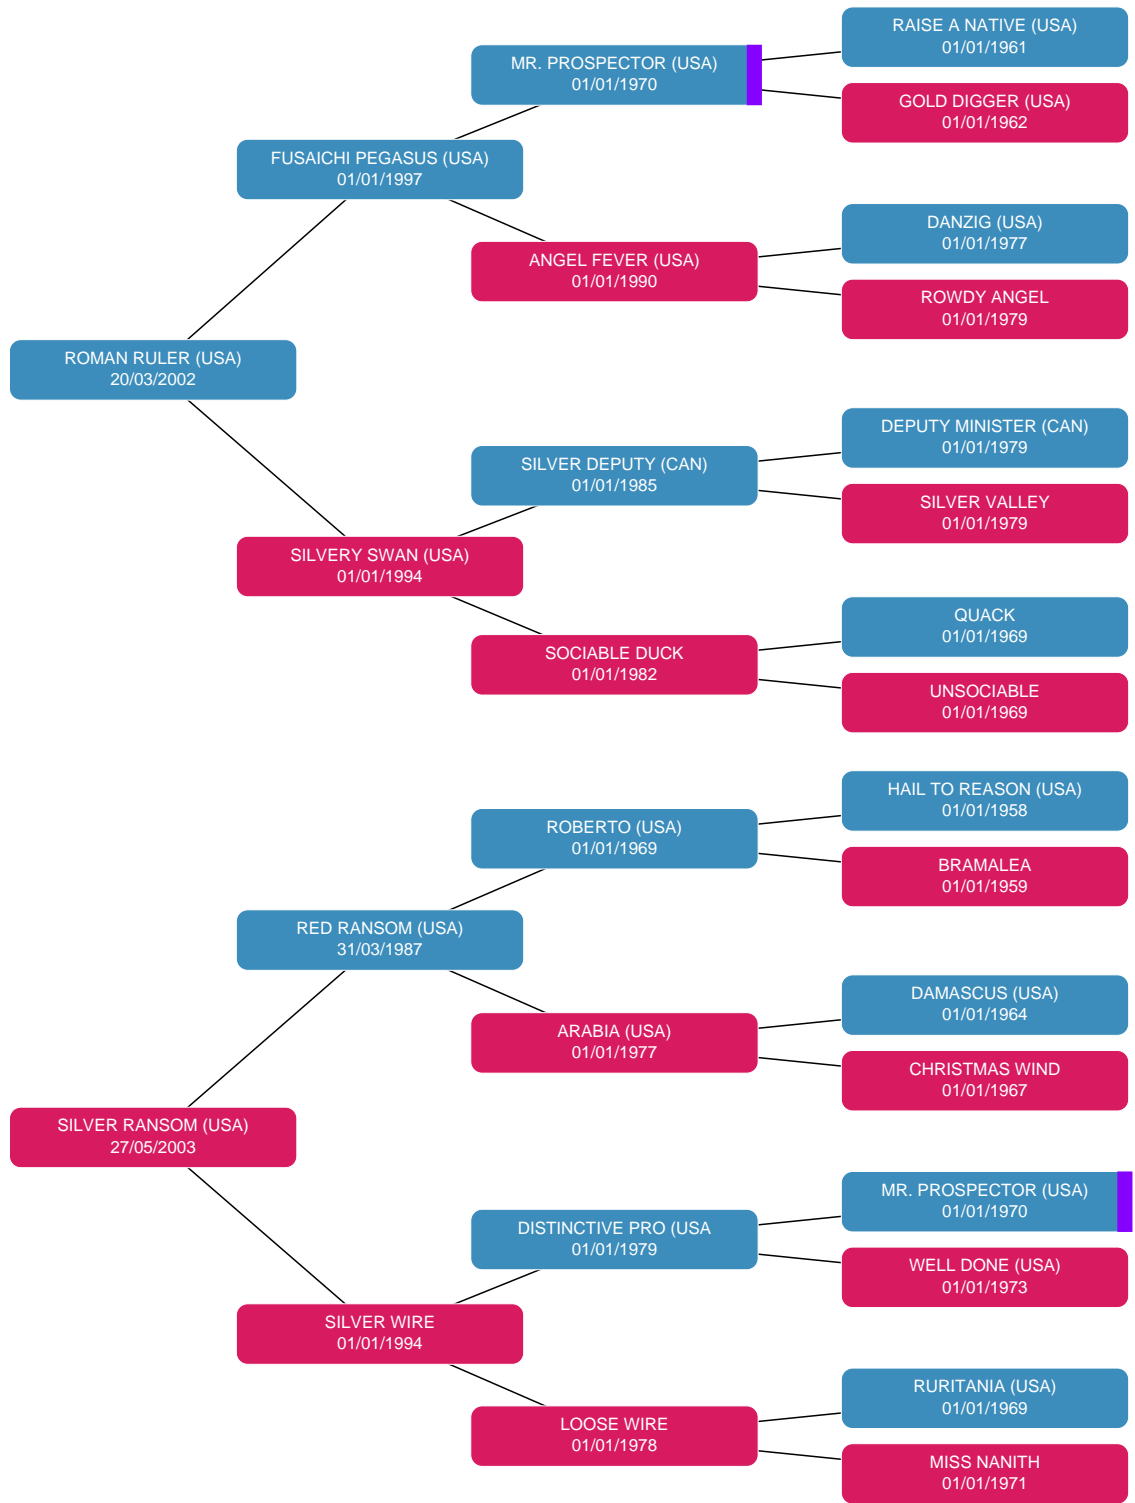 RAISE A NATIVE (USA)
01/01/1961
MR. PROSPECTOR (USA)
01/01/1970
GOLD DIGGER (USA)
01/01/1962
FUSAICHI PEGASUS (USA)
01/01/1997
DANZIG (USA)
01/01/1977
ANGEL FEVER (USA)
01/01/1990
ROWDY ANGEL
01/01/1979
ROMAN RULER (USA)
20/03/2002
DEPUTY MINISTER (CAN)
01/01/1979
SILVER DEPUTY (CAN)
01/01/1985
SILVER VALLEY
01/01/1979
SILVERY SWAN (USA)
01/01/1994
QUACK
01/01/1969
SOCIABLE DUCK
01/01/1982
UNSOCIABLE
01/01/1969
HAIL TO REASON (USA)
01/01/1958
ROBERTO (USA)
01/01/1969
BRAMALEA
01/01/1959
RED RANSOM (USA)
31/03/1987
DAMASCUS (USA)
01/01/1964
ARABIA (USA)
01/01/1977
CHRISTMAS WIND
01/01/1967
SILVER RANSOM (USA)
27/05/2003
MR. PROSPECTOR (USA)
01/01/1970
DISTINCTIVE PRO (USA
01/01/1979
WELL DONE (USA)
01/01/1973
SILVER WIRE
01/01/1994
RURITANIA (USA)
01/01/1969
LOOSE WIRE
01/01/1978
MISS NANITH
01/01/1971